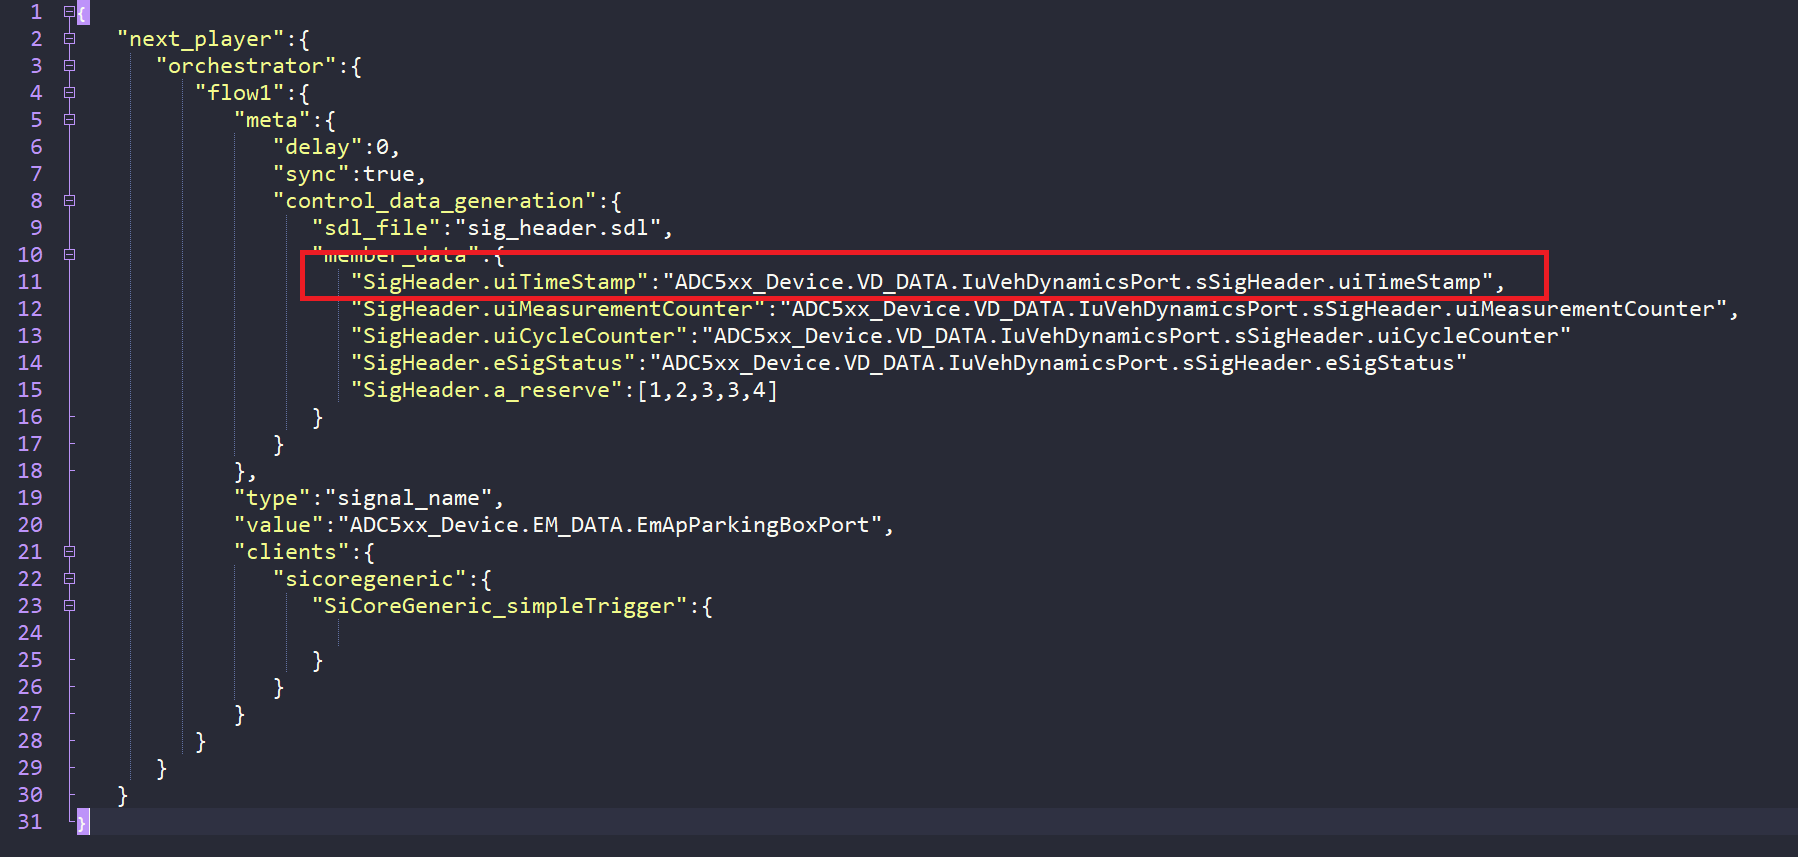 1 {
2 "next_player":{
3 "orchestrator":{
4 "flow1":{
5 "meta":{
6 "delay":0,
7 "sync":true,
8 "control_data_generation":{
9 "sdl_file":"sig_header.sdl",
10 "member_data":{
11 "SigHeader.uiTimeStamp":"ADC5xx_Device.VD_DATA.IuVehDynamicsPort.sSigHeader.uiTimeStamp",
12 "SigHeader.uiMeasurementCounter":"ADC5xx_Device.VD_DATA.IuVehDynamicsPort.sSigHeader.uiMeasurementCounter",
13 "SigHeader.uiCycleCounter":"ADC5xx_Device.VD_DATA.IuVehDynamicsPort.sSigHeader.uiCycleCounter"
14 "SigHeader.eSigStatus":"ADC5xx_Device.VD_DATA.IuVehDynamicsPort.sSigHeader.eSigStatus"
15 "SigHeader.a_reserve":[1,2,3,3,4]
16 }
17 }
18 },
19 "type":"signal_name",
20 "value":"ADC5xx_Device.EM_DATA.EmApParkingBoxPort",
21 "clients":{
22 "sicoregeneric":{
23 "SiCoreGeneric_simpleTrigger":{
24
25 }
26 }
27 }
28 }
29 }
30 }
31 }